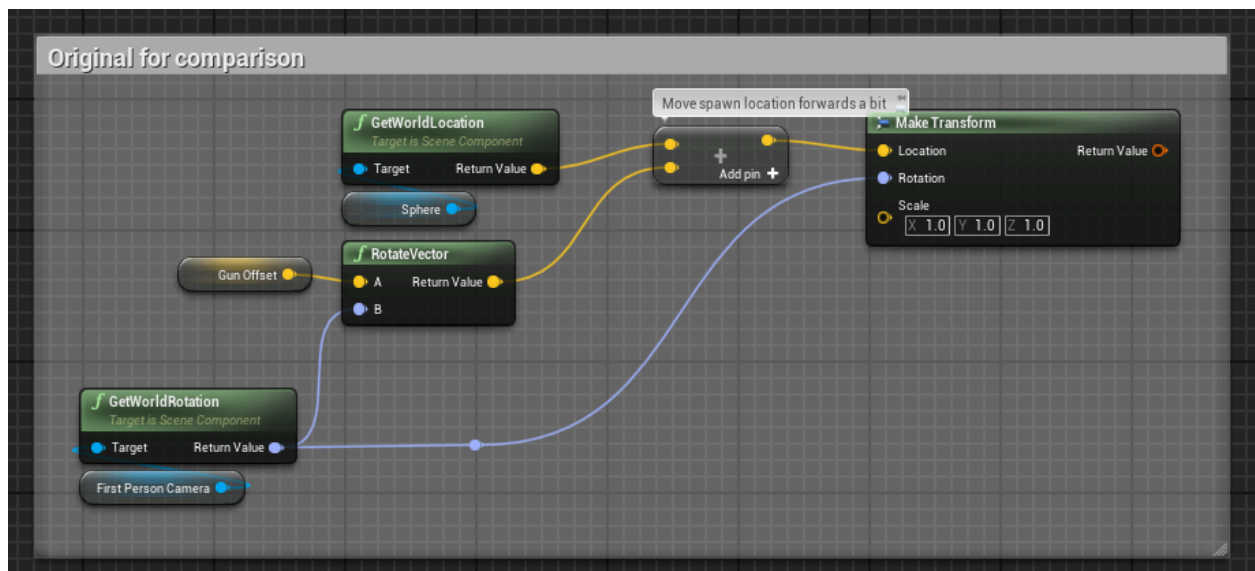 Original for comparison
Move spawn location forwards a bit
f GetWorldLocation
Target is Scene Component
Target Return Value
Sphere
+
Add pin +
Make Transform
Location Return Value
Rotation
Scale
X 1.0 Y 1.0 Z 1.0
f RotateVector
Gun Offset
A Return Value
B
f GetWorldRotation
Target is Scene Component
Target Return Value
First Person Camera